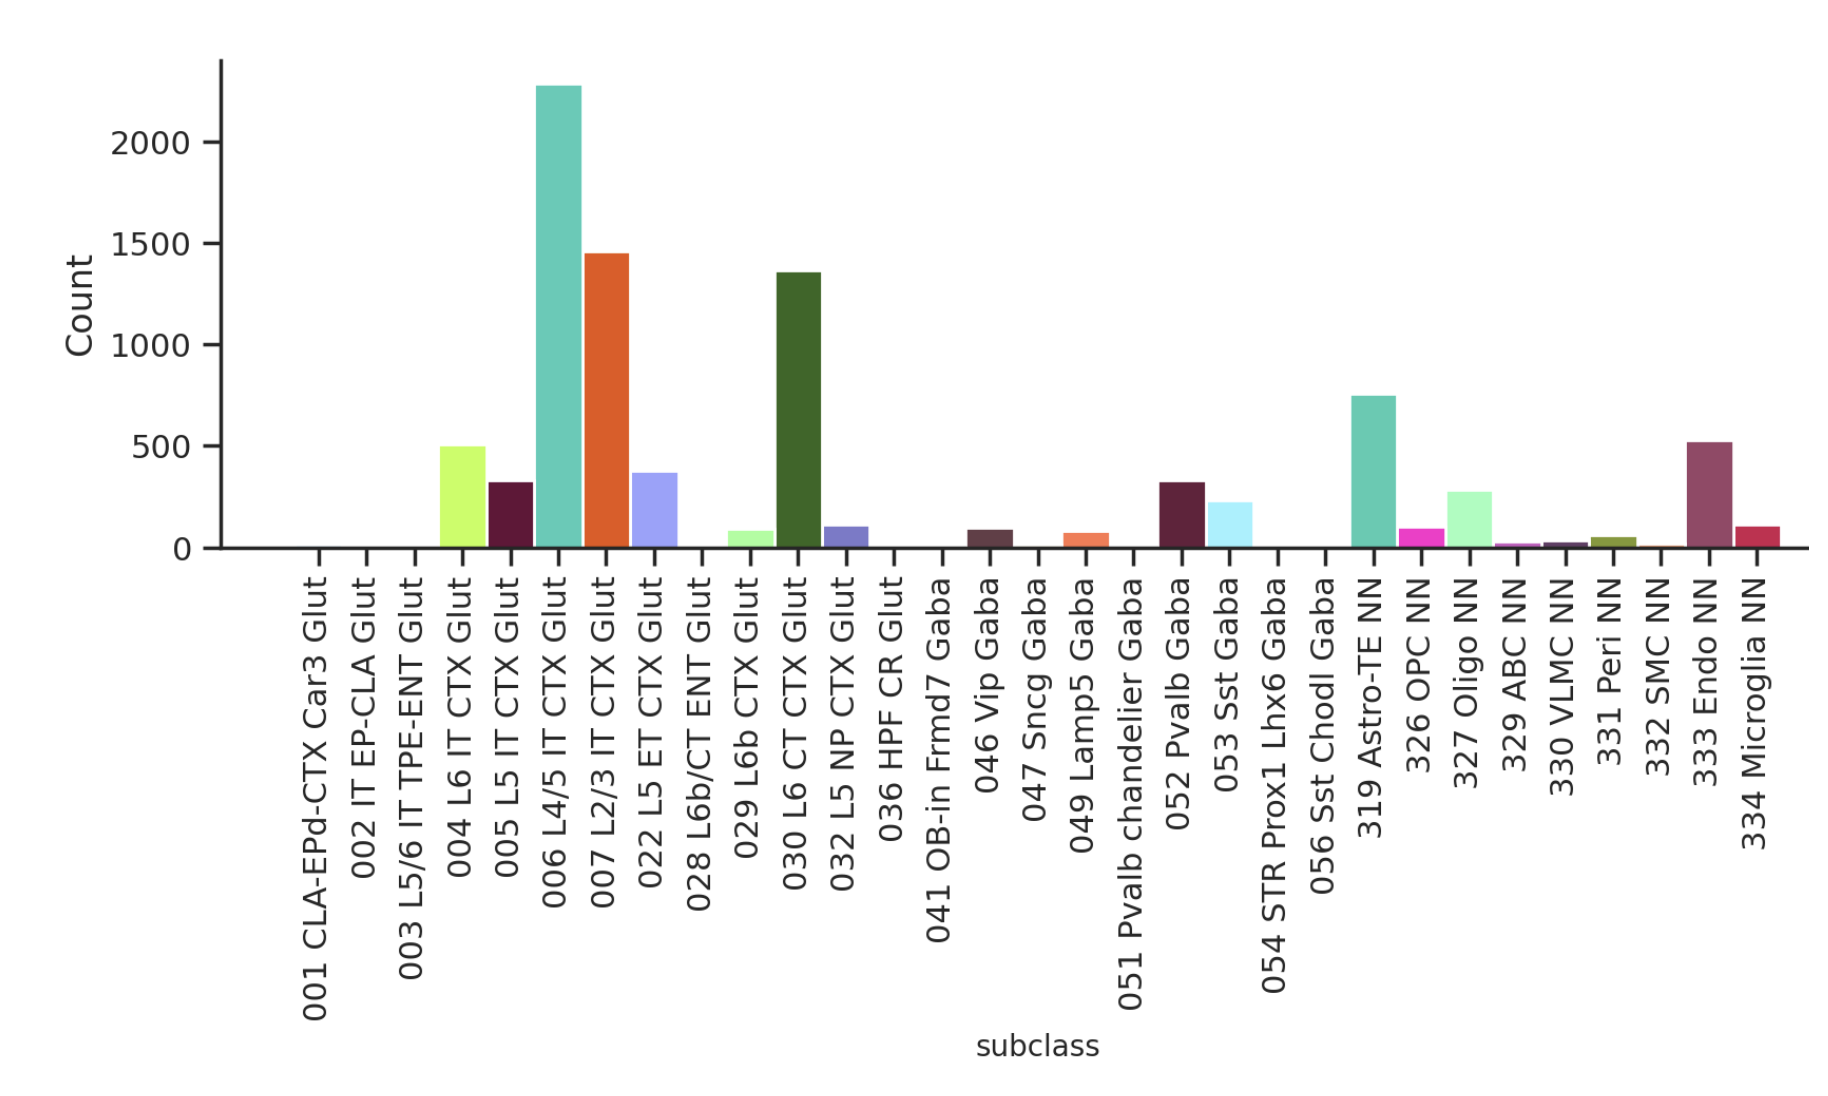 Count
2000
1500
1000
500
0
001 CLA-EPd-CTX Car3 Glut
002 IT EP-CLA Glut
003 L5/6 IT TPE-ENT Glut
004 L6 IT CTX Glut
005 L5 IT CTX Glut
006 L4/5 IT CTX Glut
007 L2/3 IT CTX Glut
022 L5 ET CTX Glut
028 L6b/CT ENT Glut
029 L6b CTX Glut
030 L6 CT CTX Glut
032 L5 NP CTX Glut
036 HPF CR Glut
041 OB-in Frmd7 Gaba
046 Vip Gaba
047 Sncg Gaba
049 Lamp5 Gaba
051 Pvalb chandelier Gaba
052 Pvalb Gaba
053 Sst Gaba
054 STR Prox1 Lhx6 Gaba
056 Sst Chodl Gaba
319 Astro-TE NN
326 OPC NN
327 Oligo NN
329 ABC NN
330 VLMC NN
331 Peri NN
332 SMC NN
333 Endo NN
334 Microglia NN
subclass